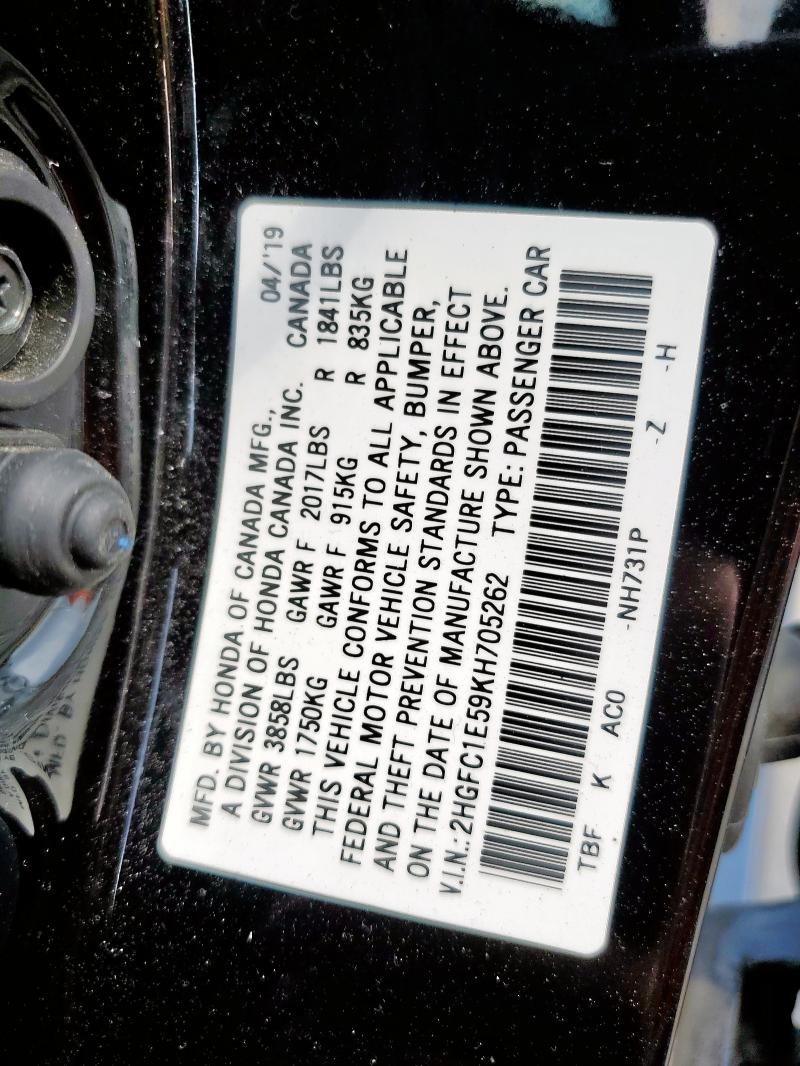 MFD. BY HONDA OF CANADA MFG., 04/'19
A DIVISION OF HONDA CANADA INC. CANADA
GVWR 3858LBS GAWR F 2017LBS R 1841LBS
GVWR 1750KG GAWR F 915KG R 835KG
THIS VEHICLE CONFORMS TO ALL APPLICABLE
FEDERAL MOTOR VEHICLE SAFETY, BUMPER,
AND THEFT PREVENTION STANDARDS IN EFFECT
ON THE DATE OF MANUFACTURE SHOWN ABOVE.
V.I.N.: 2HGFC1E59KH705262 TYPE: PASSENGER CAR
TBF K AC0 -NH731P -Z -H